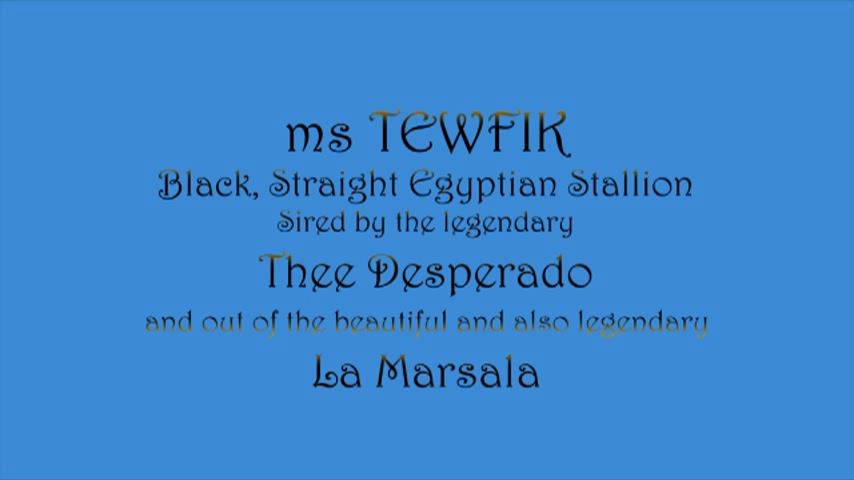 ms TEWFIK
Black, Straight Egyptian Stallion
Sired by the legendary
Thee Desperado
and out of the beautiful and also legendary
La Marsala